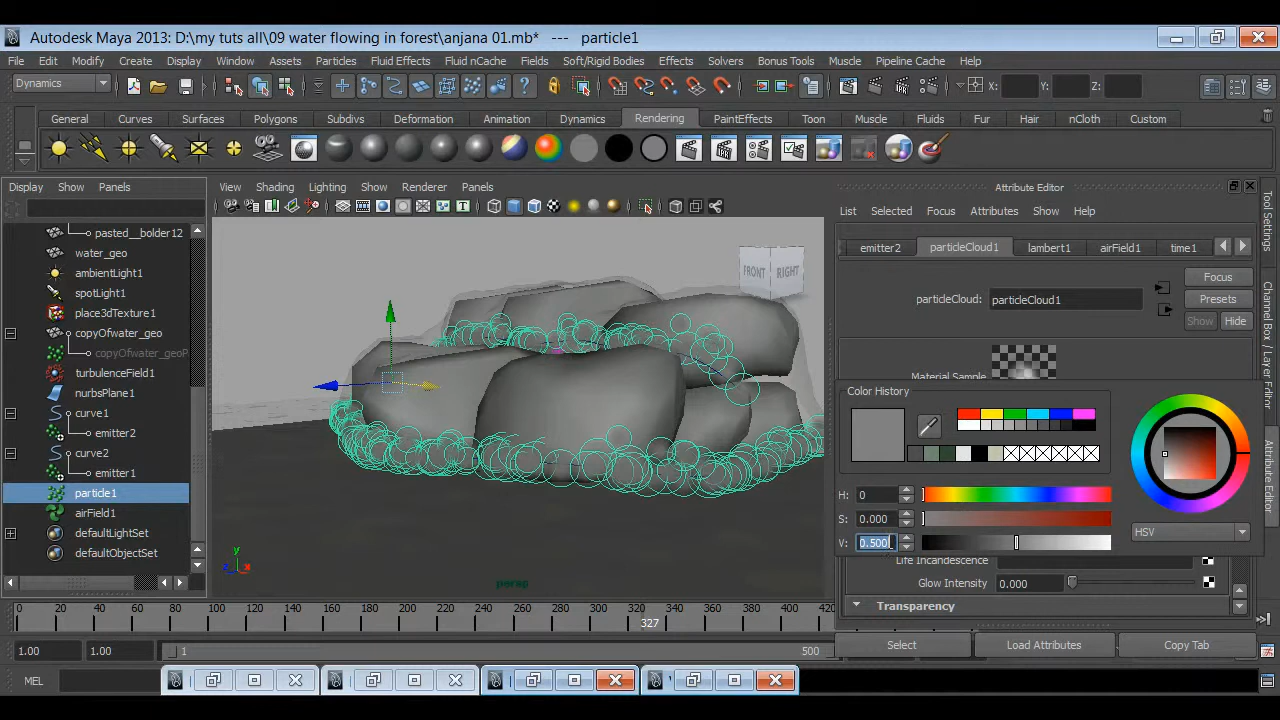 Autodesk Maya 2013: D:\my tuts all\09 water flowing in forest\anjana 01.mb* --- particle1
File Edit Modify Create Display Window Assets Particles Fluid Effects Fluid nCache Fields Soft/Rigid Bodies Effects Solvers Bonus Tools Muscle Pipeline Cache Help
Dynamics X: Y: Z:
General Curves Surfaces Polygons Subdivs Deformation Animation Dynamics Rendering PaintEffects Toon Muscle Fluids Fur Hair nCloth Custom
Display Show Panels
View Shading Lighting Show Renderer Panels
pasted__bolder12
water_geo
ambientLight1
spotLight1
place3dTexture1
copyOfwater_geo
copyOfwater_geoP
turbulenceField1
nurbsPlane1
curve1
emitter2
curve2
emitter1
particle1
airField1
defaultLightSet
defaultObjectSet
FRONT RIGHT
y
z x
persp
Attribute Editor
List Selected Focus Attributes Show Help
emitter2 particleCloud1 lambert1 airField1 time1
particleCloud: particleCloud1
Focus
Presets
Show Hide
Material Sample
Color History
H: 0
S: 0.000
V: 0.500
HSV
Life Incandescence
Glow Intensity 0.000
Transparency
Select Load Attributes Copy Tab
Tool Settings
Attribute Editor
0 20 40 60 80 100 120 140 160 180 200 220 240 260 280 300 320 340 360 380 400 420
327
1.00 1.00 1 500
MEL